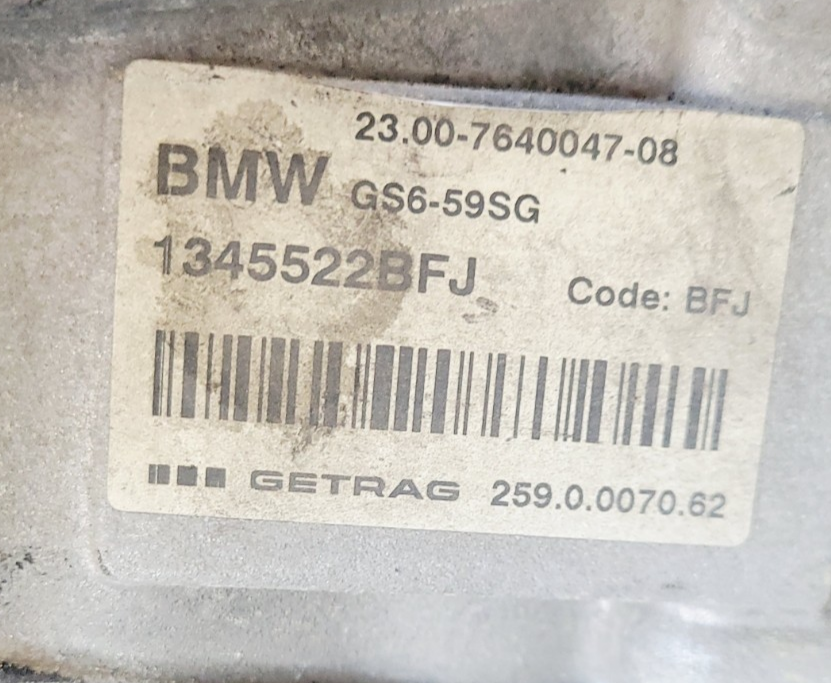 23.00-7640047-08
BMW GS6-59SG
1345522BFJ Code: BFJ
GETRAG 259.0.0070.62